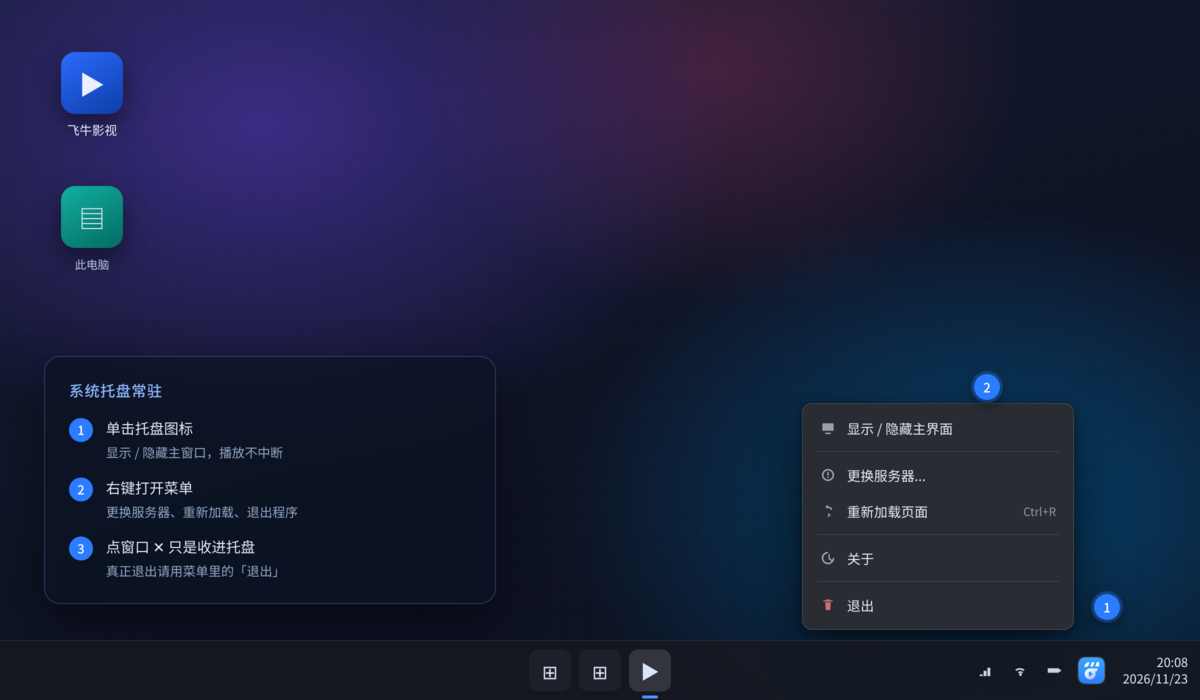 飞牛影视
此电脑
系统托盘常驻
1 单击托盘图标
显示 / 隐藏主窗口，播放不中断
2 右键打开菜单
更换服务器、重新加载、退出程序
3 点窗口 × 只是收进托盘
真正退出请用菜单里的「退出」
2
显示 / 隐藏主界面
更换服务器...
重新加载页面 Ctrl+R
关于
退出
1
20:08
2026/11/23